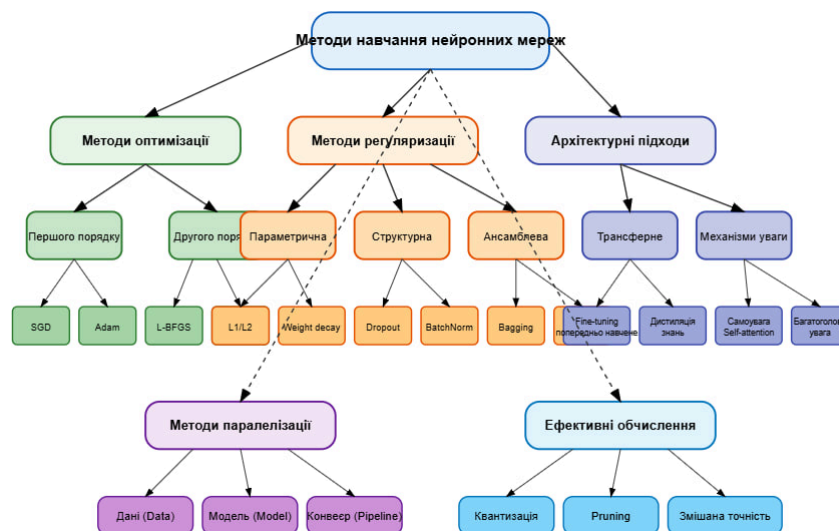 Методи навчання нейронних мереж
Методи оптимізації
Методи регуляризації
Архітектурні підходи
Першого порядку
Другого
Параметрична
Структурна
Ансамблева
Трансферне
Механізми уваги
SGD
Adam
L-BFGS
L1/L2
Weight decay
Dropout
BatchNorm
Bagging
Fine-tuning
попередньо навчене
Дистиляція
знань
Самоувага
Self-attention
Багатоголов
увага
Методи паралелізації
Ефективні обчислення
Дані (Data)
Модель (Model)
Конвеєр (Pipeline)
Квантизація
Pruning
Змішана точність